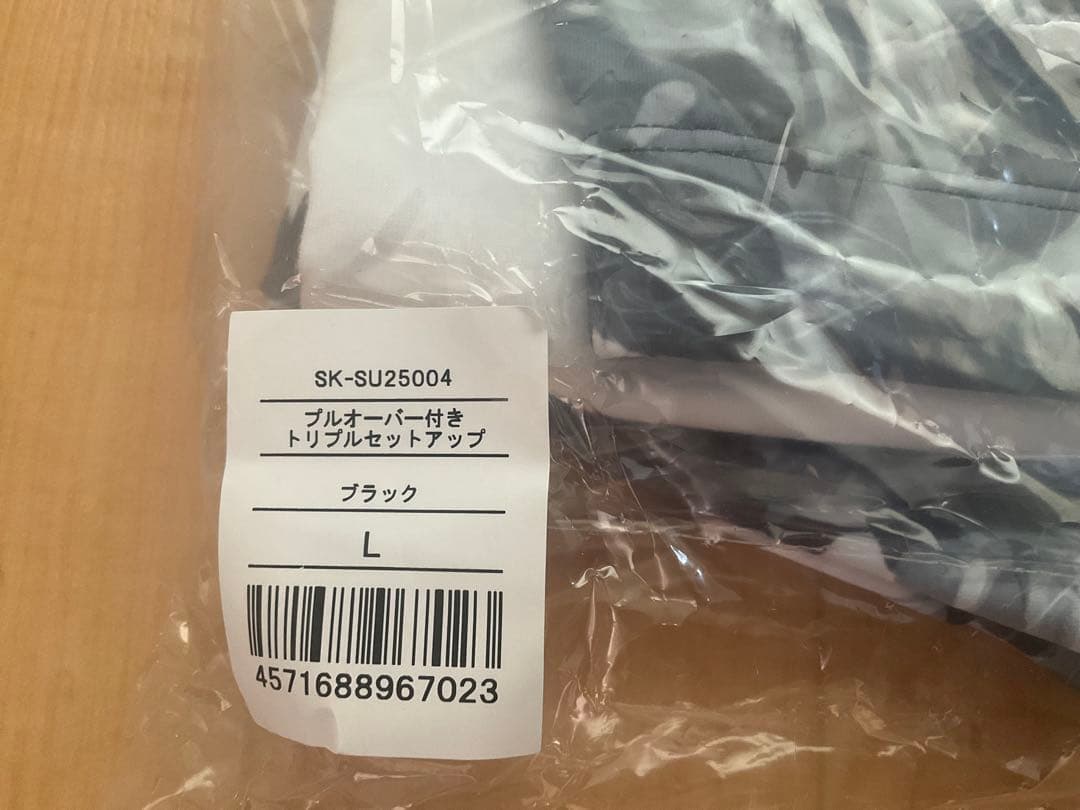 SK-SU25004
プルオーバー付き
トリプルセットアップ
ブラック
L
4571688967023